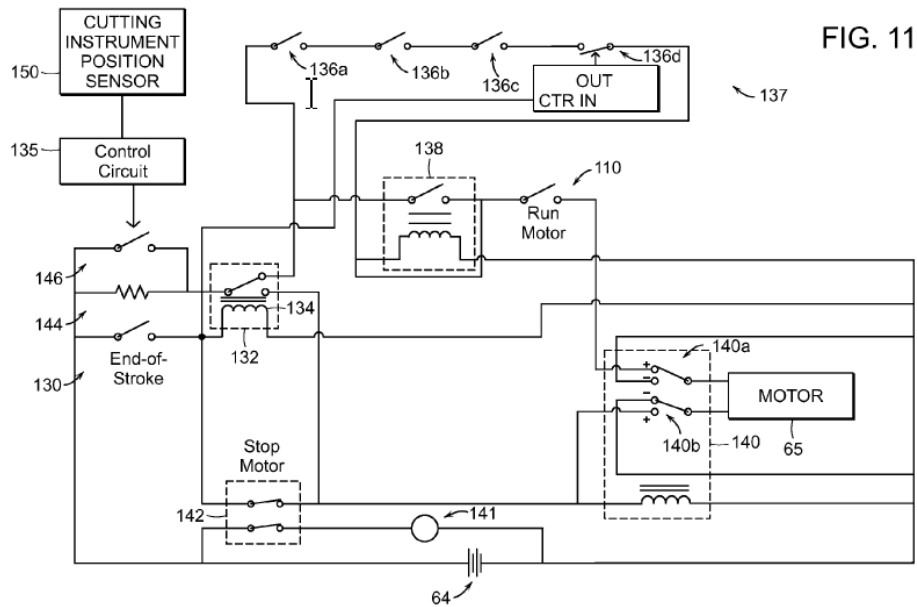 FIG. 11
CUTTING
INSTRUMENT
POSITION
SENSOR
150
136a
136b
136c
136d
OUT
CTR IN
137
135
Control
Circuit
138
110
Run
Motor
146
144
134
132
End-of-
Stroke
130
140a
+
-
-
+
140b
MOTOR
140
65
Stop
Motor
142
141
64